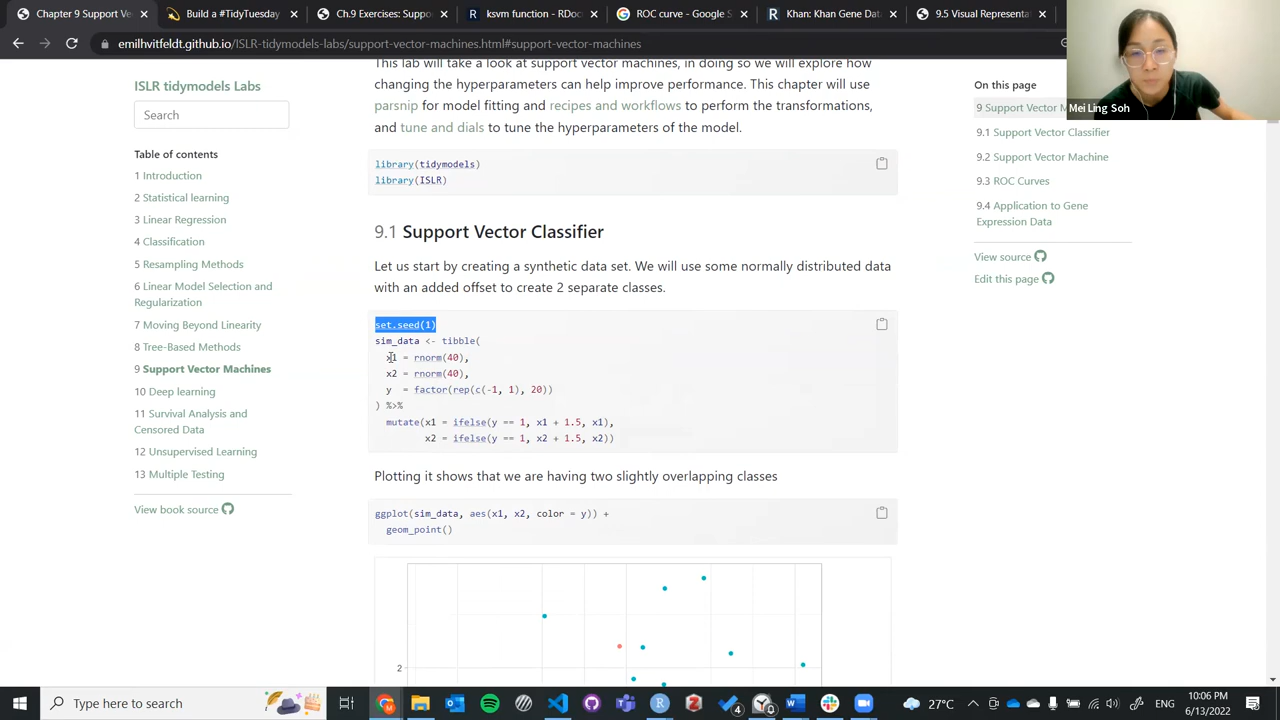 Chapter 9 Support Vector
Ch.9 Exercises: Supp
ksvm function - RDoc
ROC curve - Google S
Khan: Khan Gene Dat
9.5 Visual Represenat
emilhvitfeldt.github.io/ISLR-tidymodels-labs/support-vector-machines.html#support-vector-machines
Mei Ling Soh
ISLR tidymodels Labs
Search
Table of contents
1 Introduction
2 Statistical learning
3 Linear Regression
4 Classification
5 Resampling Methods
6 Linear Model Selection and
Regularization
7 Moving Beyond Linearity
8 Tree-Based Methods
9 Support Vector Machines
10 Deep learning
11 Survival Analysis and
Censored Data
12 Unsupervised Learning
13 Multiple Testing
View book source
This lab will take a look at support vector machines, in doing so we will explore how
changing the hyperparameters can help improve performance. This chapter will use
parsnip for model fitting and recipes and workflows to perform the transformations,
and tune and dials to tune the hyperparameters of the model.
library(tidymodels)
library(ISLR)
9.1 Support Vector Classifier
Let us start by creating a synthetic data set. We will use some normally distributed data
with an added offset to create 2 separate classes.
set.seed(1)
sim_data <- tibble(
x1 = rnorm(40),
x2 = rnorm(40),
y = factor(rep(c(-1, 1), 20))
) %>%
mutate(x1 = ifelse(y == 1, x1 + 1.5, x1),
x2 = ifelse(y == 1, x2 + 1.5, x2))
Plotting it shows that we are having two slightly overlapping classes
ggplot(sim_data, aes(x1, x2, color = y)) +
geom_point()
2
On this page
9 Support Vector M
9.1 Support Vector Classifier
9.2 Support Vector Machine
9.3 ROC Curves
9.4 Application to Gene
Expression Data
View source
Edit this page
Type here to search
4
0
27°C
10:06 PM
6/13/2022